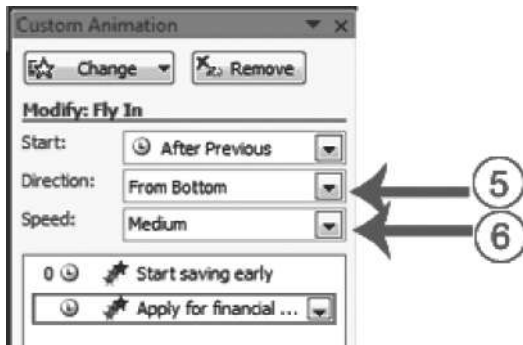 Custom Animation
Change Remove
Modify: Fly In
Start: After Previous
Direction: From Bottom 5
Speed: Medium 6
0 Start saving early
Apply for financial ...